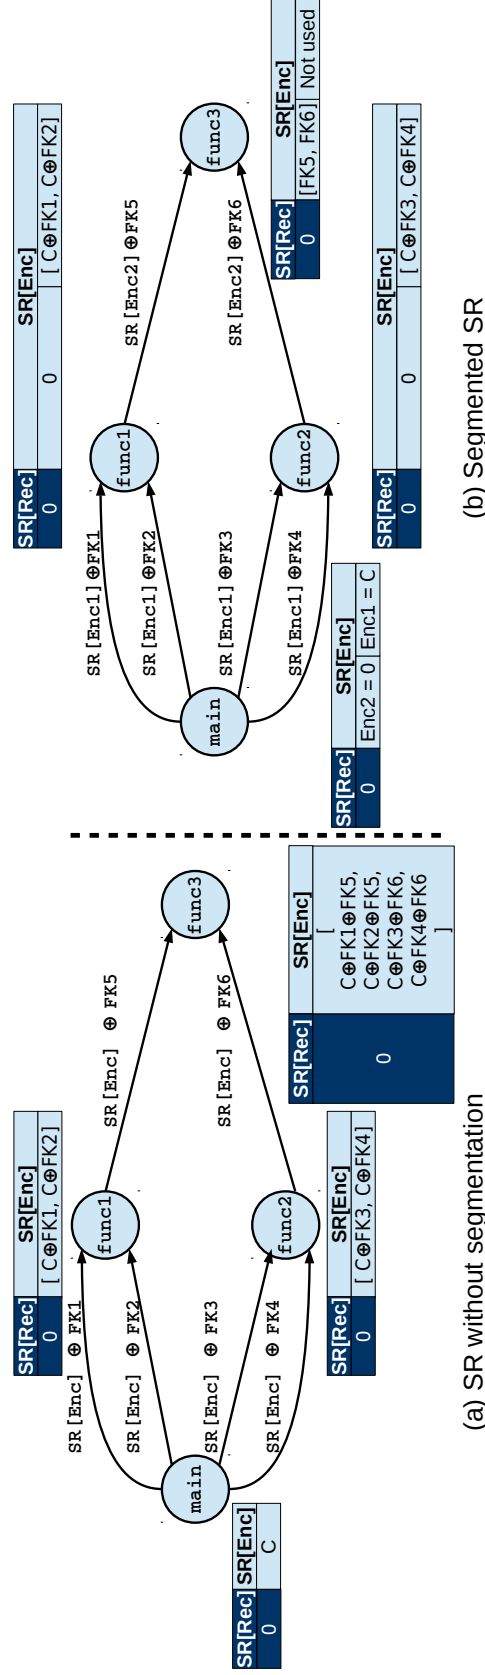 SR[Rec] SR[Enc]
0 [ C⊕FK1, C⊕FK2]
SR[Enc] ⊕ FK1
SR[Enc] ⊕ FK2
SR[Enc] ⊕ FK3
SR[Enc] ⊕ FK4
main
func1
func2
SR[Enc] ⊕ FK5
SR[Enc] ⊕ FK6
func3
SR[Rec] SR[Enc]
0 C
SR[Rec] SR[Enc]
0 [ C⊕FK3, C⊕FK4]
SR[Rec] SR[Enc]
0 [
C⊕FK1⊕FK5,
C⊕FK2⊕FK5,
C⊕FK3⊕FK6,
C⊕FK4⊕FK6
]
(a) SR without segmentation
SR[Rec] SR[Enc]
0 0 [ C⊕FK1, C⊕FK2]
SR[Enc1]⊕FK1
SR[Enc1]⊕FK2
SR[Enc1]⊕FK3
SR[Enc1]⊕FK4
main
func1
func2
SR[Enc2]⊕FK5
SR[Enc2]⊕FK6
func3
SR[Rec] SR[Enc]
0 [FK5, FK6] Not used
SR[Rec] SR[Enc]
0 Enc2 = 0 Enc1 = C
SR[Rec] SR[Enc]
0 0 [ C⊕FK3, C⊕FK4]
(b) Segmented SR